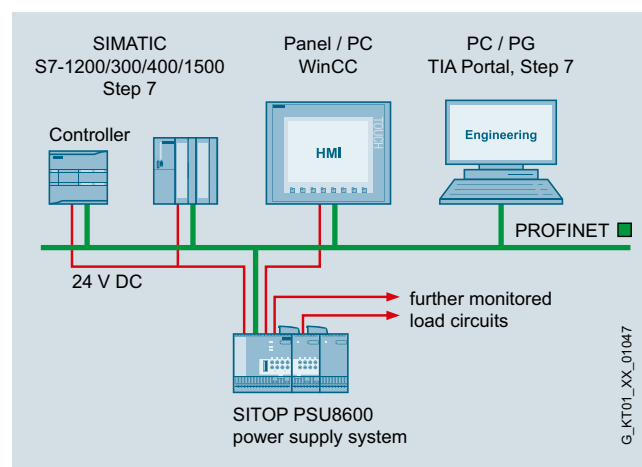 SIMATIC
S7-1200/300/400/1500
Step 7
Panel / PC
WinCC
PC / PG
TIA Portal, Step 7
Controller
TOUCH
HMI
Engineering
PROFINET
24 V DC
further monitored
load circuits
SITOP PSU8600
power supply system
G_KT01_XX_01047